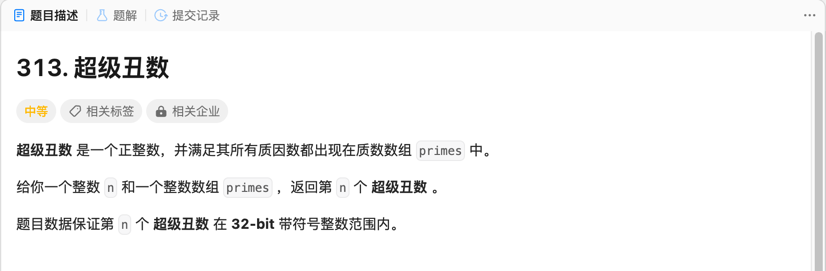 题目描述 题解 提交记录
313. 超级丑数
中等 相关标签 相关企业
超级丑数 是一个正整数，并满足其所有质因数都出现在质数数组 primes 中。
给你一个整数 n 和一个整数数组 primes ，返回第 n 个 超级丑数 。
题目数据保证第 n 个 超级丑数 在 32-bit 带符号整数范围内。